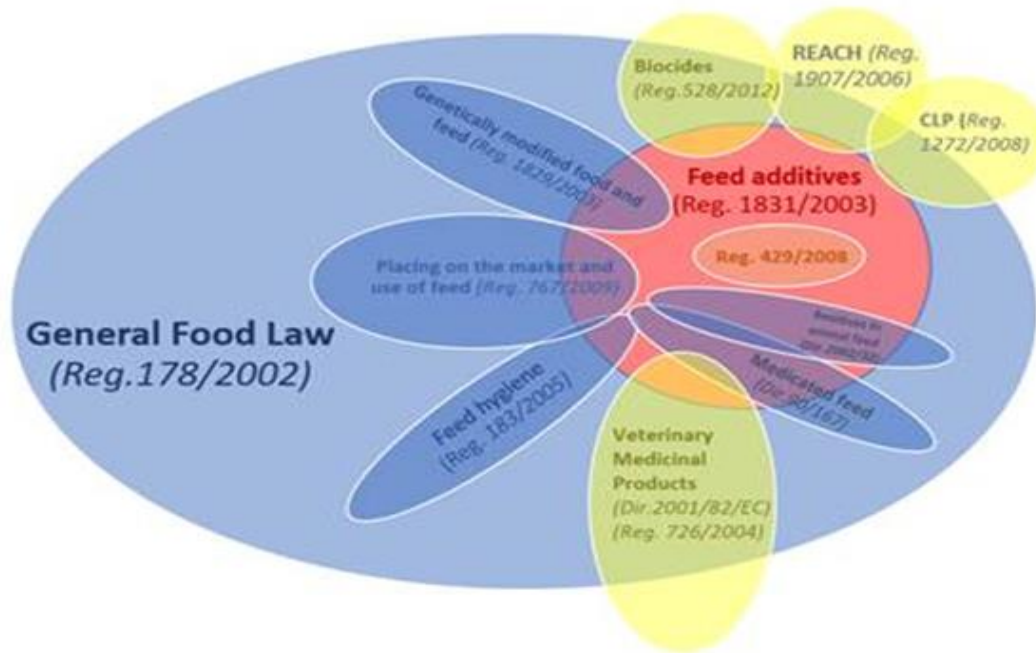 REACH (Reg.
1907/2006)
Biocides
(Reg.528/2012)
CLP (Reg.
1272/2008)
Genetically modified food and
feed (Reg. 1829/2003)
Feed additives
(Reg. 1831/2003)
Reg. 429/2008
Placing on the market and
use of feed (Reg. 767/2009)
General Food Law
(Reg.178/2002)
animal feed
Medicated feed
(Dir.90/167)
Feed hygiene
(Reg. 183/2005)
Veterinary
Medicinal
Products
(Dir.2001/82/EC)
(Reg. 726/2004)